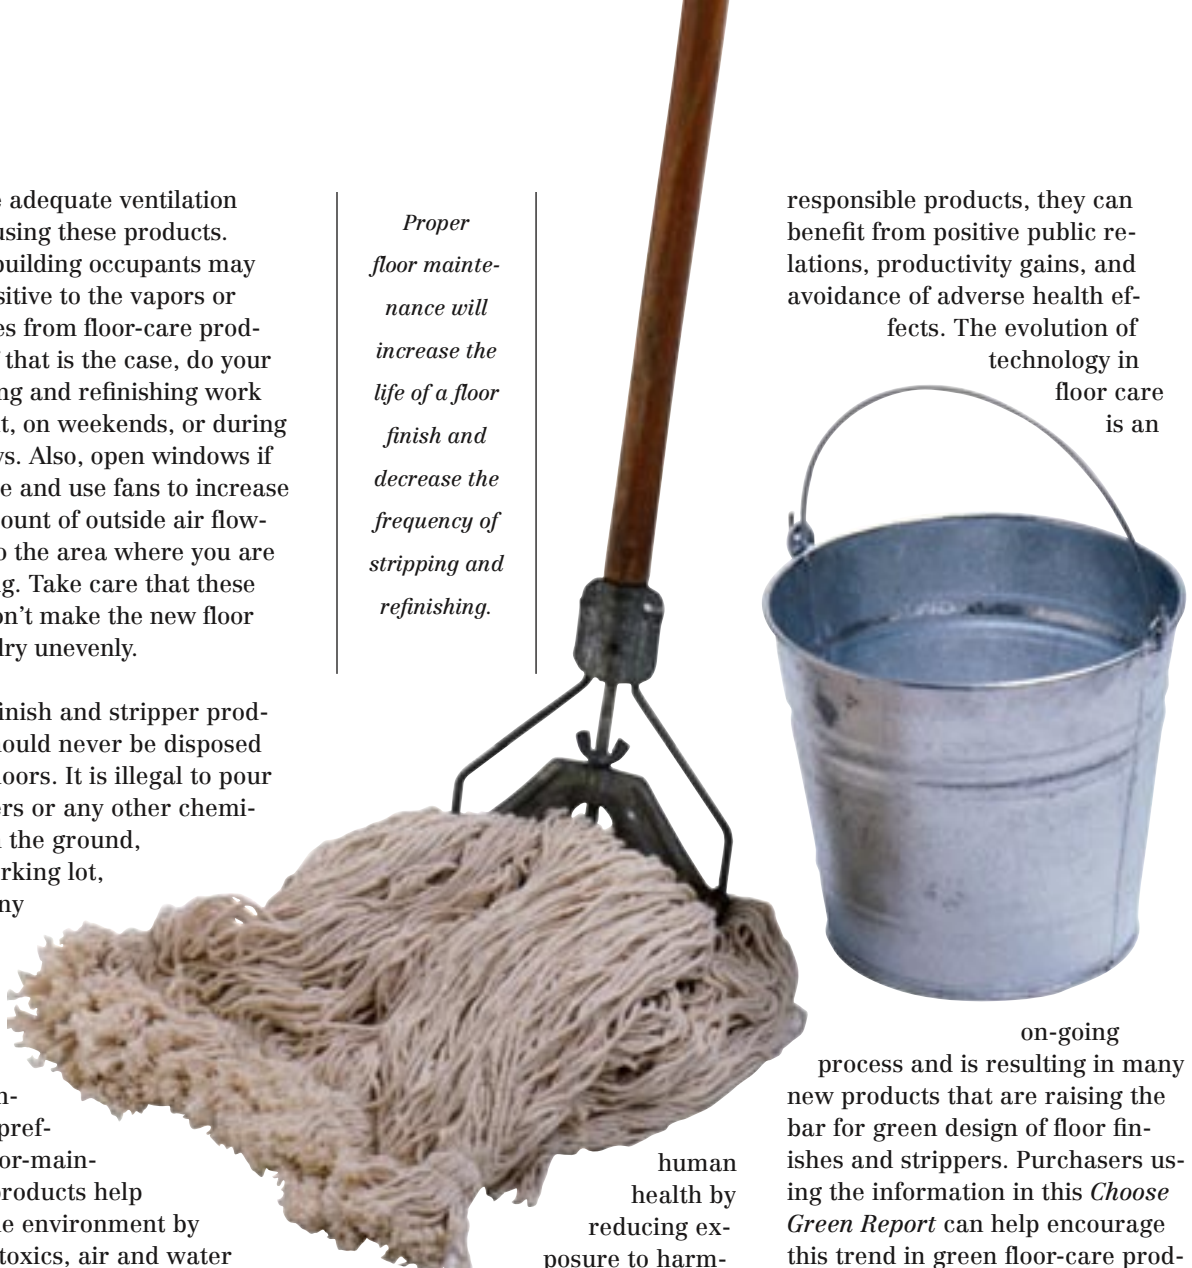 adequate ventilation
using these products.
building occupants may
sitive to the vapors or
es from floor-care prod-
that is the case, do your
ng and refinishing work
t, on weekends, or during
ys. Also, open windows if
e and use fans to increase
ount of outside air flow-
o the area where you are
g. Take care that these
on't make the new floor
dry unevenly.
inish and stripper prod-
hould never be disposed
doors. It is illegal to pour
ers or any other chemi-
the ground,
rking lot,
ny
n-
pref-
or-main-
products help
e environment by
toxics, air and water
Proper
floor mainte-
nance will
increase the
life of a floor
finish and
decrease the
frequency of
stripping and
refinishing.
human
health by
reducing ex-
posure to harm-
responsible products, they can
benefit from positive public re-
lations, productivity gains, and
avoidance of adverse health ef-
fects. The evolution of
technology in
floor care
is an
on-going
process and is resulting in many
new products that are raising the
bar for green design of floor fin-
ishes and strippers. Purchasers us-
ing the information in this Choose
Green Report can help encourage
this trend in green floor-care prod-